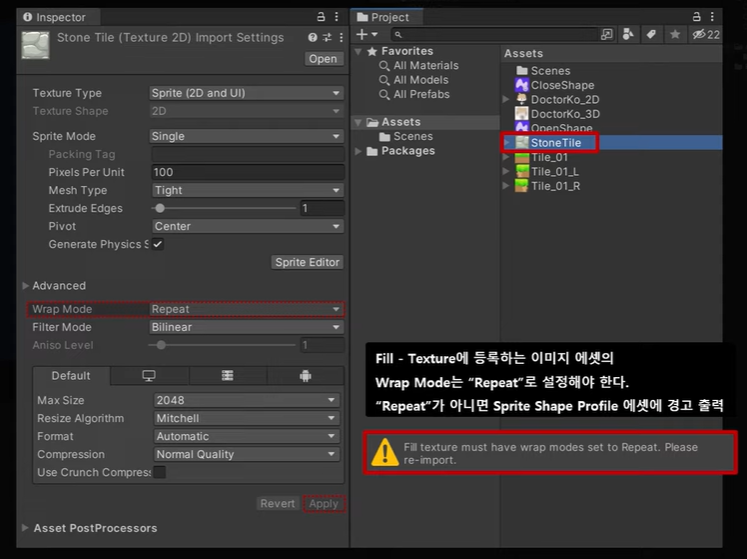 Inspector
Stone Tile (Texture 2D) Import Settings
Open
Texture Type Sprite (2D and UI)
Texture Shape 2D
Sprite Mode Single
Packing Tag
Pixels Per Unit 100
Mesh Type Tight
Extrude Edges 1
Pivot Center
Generate Physics S
Sprite Editor
Advanced
Wrap Mode Repeat
Filter Mode Bilinear
Aniso Level 1
Default
Max Size 2048
Resize Algorithm Mitchell
Format Automatic
Compression Normal Quality
Use Crunch Compress
Revert Apply
Asset PostProcessors
Project
22
Favorites
All Materials
All Models
All Prefabs
Assets
Scenes
Packages
Assets
Scenes
CloseShape
DoctorKo_2D
DoctorKo_3D
OpenShape
StoneTile
Tile_01
Tile_01_L
Tile_01_R
Fill - Texture에 등록하는 이미지 에셋의
Wrap Mode는 “Repeat”로 설정해야 한다.
“Repeat”가 아니면 Sprite Shape Profile 에셋에 경고 출력
Fill texture must have wrap modes set to Repeat. Please
re-import.